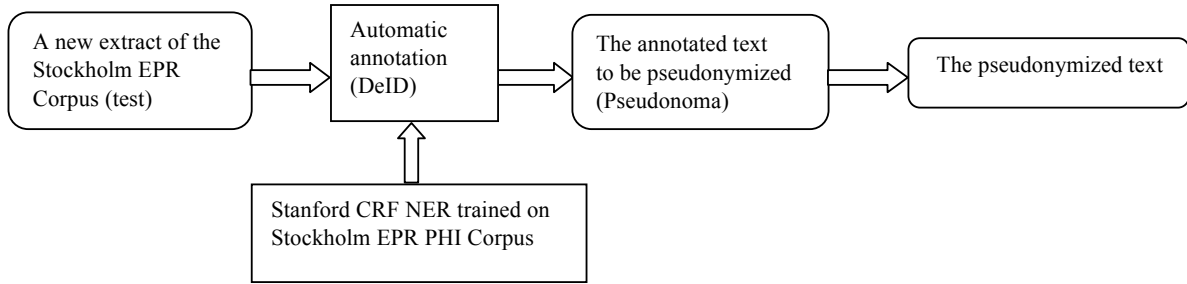 A new extract of the
Stockholm EPR
Corpus (test)
Automatic
annotation
(DeID)
The annotated text
to be pseudonymized
(Pseudonoma)
The pseudonymized text
Stanford CRF NER trained on
Stockholm EPR PHI Corpus